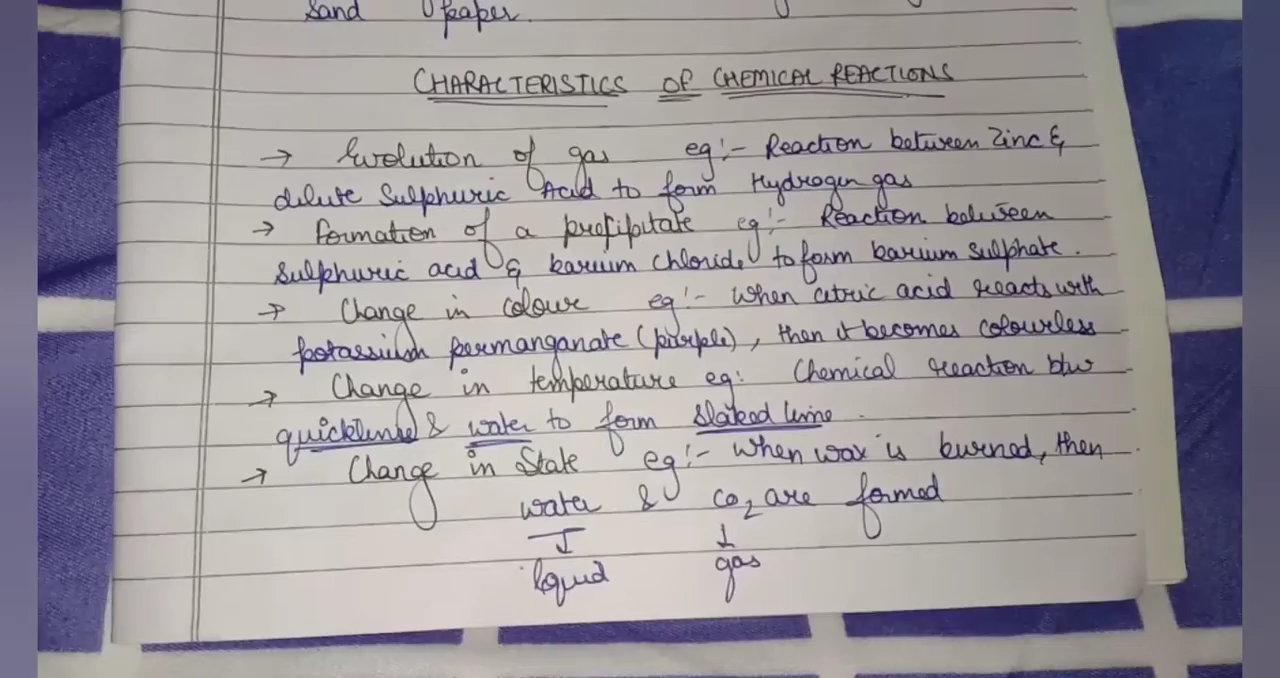 Sand paper.
CHARACTERISTICS OF CHEMICAL REACTIONS
→ Evolution of gas eg:- Reaction between Zinc &
dilute Sulphuric Acid to form Hydrogen gas
→ Formation of a prefipitate eg:- Reaction between
Sulphuric acid & barium chloride to form barium sulphate.
→ Change in colour eg:- When citric acid reacts with
potassium permanganate (purple), then it becomes colourless
→ Change in temperature eg: Chemical reaction b/w
quicklime & water to form slaked lime.
→ Change in State eg:- When wax is burned, then
water & CO2 are formed
↓ ↓
liquid gas